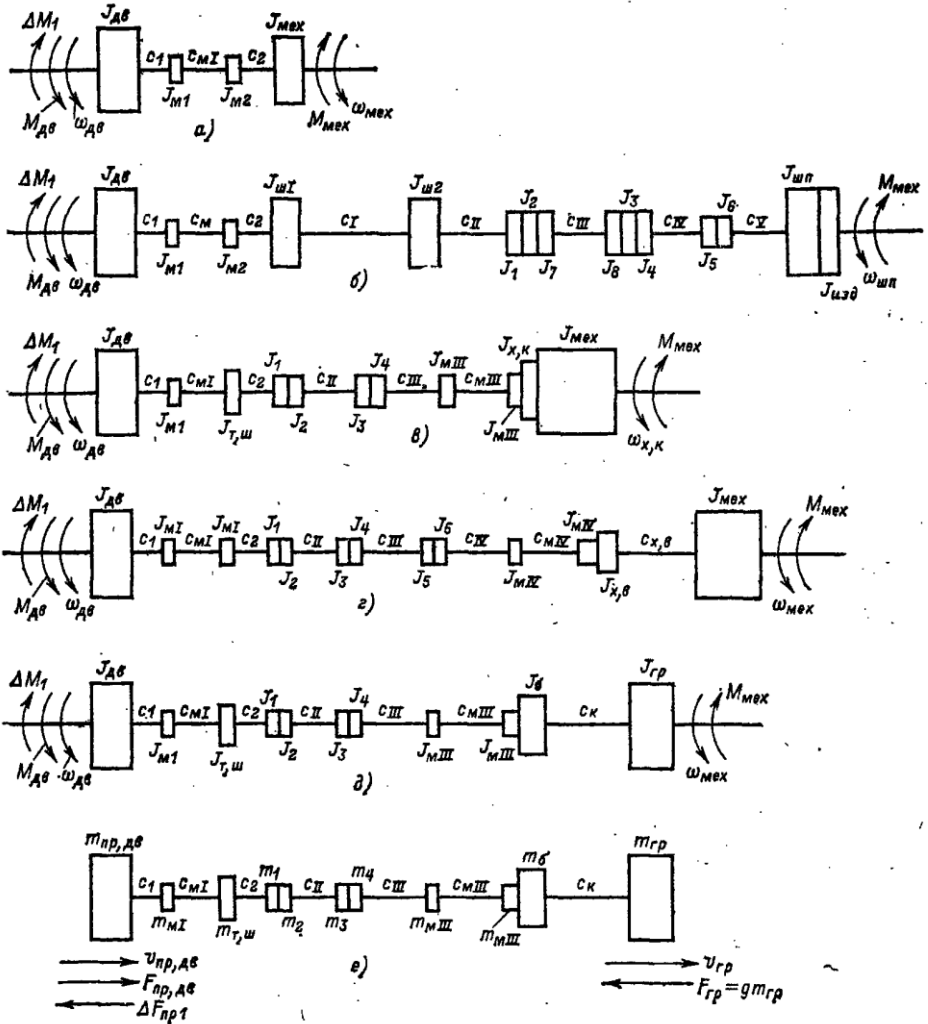 ΔM₁ Jдв c₁ cмI c₂ Jмех
Mдв ωдв Jм1 Jм2 Mмех ωмех
а)
ΔM₁ Jдв c₁ cм c₂ Jш1 cI Jш2 cII J₂ cIII J₃ cIV J₆ cV Jшп Mмех
Mдв ωдв Jм1 Jм2 J₁ J₇ J₈ J₄ J₅ Jизд ωшп
б)
ΔM₁ Jдв c₁ cмI c₂ J₁ cII J₄ cIII JмIII cмIII Jх,к Jмех Mмех
Mдв ωдв Jм1 Jт,ш J₂ J₃ JмIII ωх,к
в)
ΔM₁ Jдв c₁ JмI cмI JмI c₂ J₁ cII J₄ cIII J₆ cIV cмIV JмIV cх,в Jмех Mмех
Mдв ωдв J₂ J₃ J₅ JмIV Jх,в ωмех
г)
ΔM₁ Jдв c₁ cмI c₂ J₁ cII J₄ cIII cмIII Jб cк Jгр Mмех
Mдв ωдв Jм1 Jт,ш J₂ J₃ JмIII JмIII ωмех
д)
mпр,дв c₁ cмI c₂ m₁ cII m₄ cIII cмIII mб cк mгр
mмI mт,ш m₂ m₃ mмIII mмIII
е)
vпр,дв vгр
Fпр,дв Fгр=gmгр
ΔFпр1